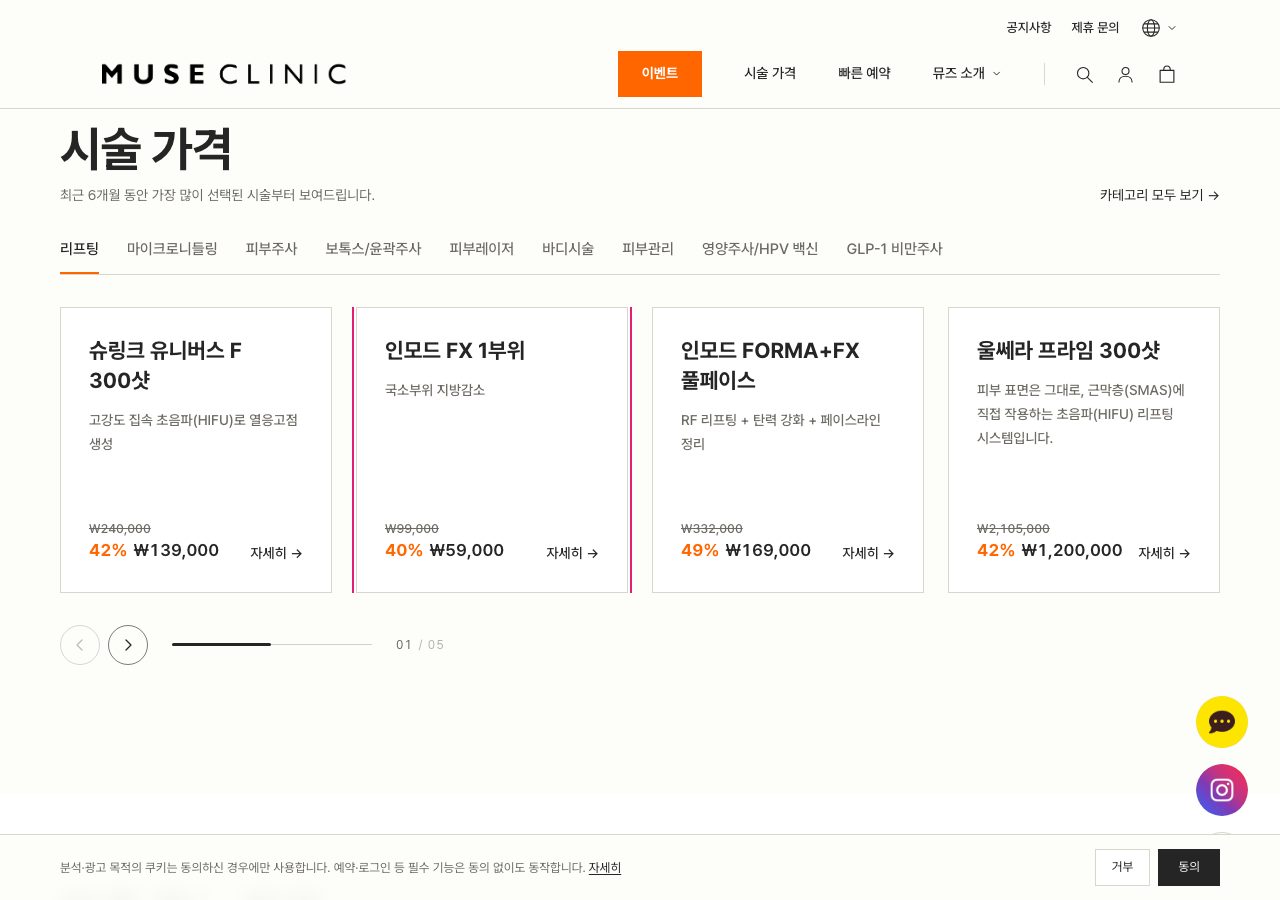 공지사항 제휴 문의
MUSE CLINIC
이벤트 시술 가격 빠른 예약 뮤즈 소개
시술 가격
최근 6개월 동안 가장 많이 선택된 시술부터 보여드립니다.
카테고리 모두 보기 →
리프팅 마이크로니들링 피부주사 보톡스/윤곽주사 피부레이저 바디시술 피부관리 영양주사/HPV 백신 GLP-1 비만주사
슈링크 유니버스 F
300샷
고강도 집속 초음파(HIFU)로 열응고점
생성
₩240,000
42% ₩139,000 자세히 →
인모드 FX 1부위
국소부위 지방감소
₩99,000
40% ₩59,000 자세히 →
인모드 FORMA+FX
풀페이스
RF 리프팅 + 탄력 강화 + 페이스라인
정리
₩332,000
49% ₩169,000 자세히 →
울쎄라 프라임 300샷
피부 표면은 그대로, 근막층(SMAS)에
직접 작용하는 초음파(HIFU) 리프팅
시스템입니다.
₩2,105,000
42% ₩1,200,000 자세히 →
01 / 05
분석·광고 목적의 쿠키는 동의하신 경우에만 사용합니다. 예약·로그인 등 필수 기능은 동의 없이도 동작합니다. 자세히
거부 동의